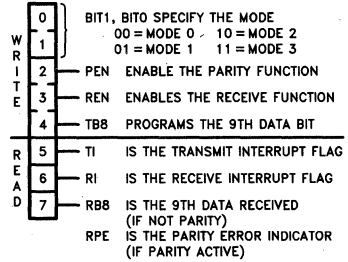 WRITE
0 BIT1, BIT0 SPECIFY THE MODE
00 = MODE 0 10 = MODE 2
1 01 = MODE 1 11 = MODE 3
2 PEN ENABLE THE PARITY FUNCTION
3 REN ENABLES THE RECEIVE FUNCTION
4 TB8 PROGRAMS THE 9TH DATA BIT
READ
5 TI IS THE TRANSMIT INTERRUPT FLAG
6 RI IS THE RECEIVE INTERRUPT FLAG
7 RB8 IS THE 9TH DATA RECEIVED
(IF NOT PARITY)
RPE IS THE PARITY ERROR INDICATOR
(IF PARITY ACTIVE)